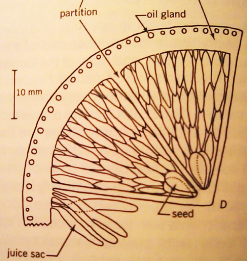 partition
oil gland
10 mm
seed
D
juice sac